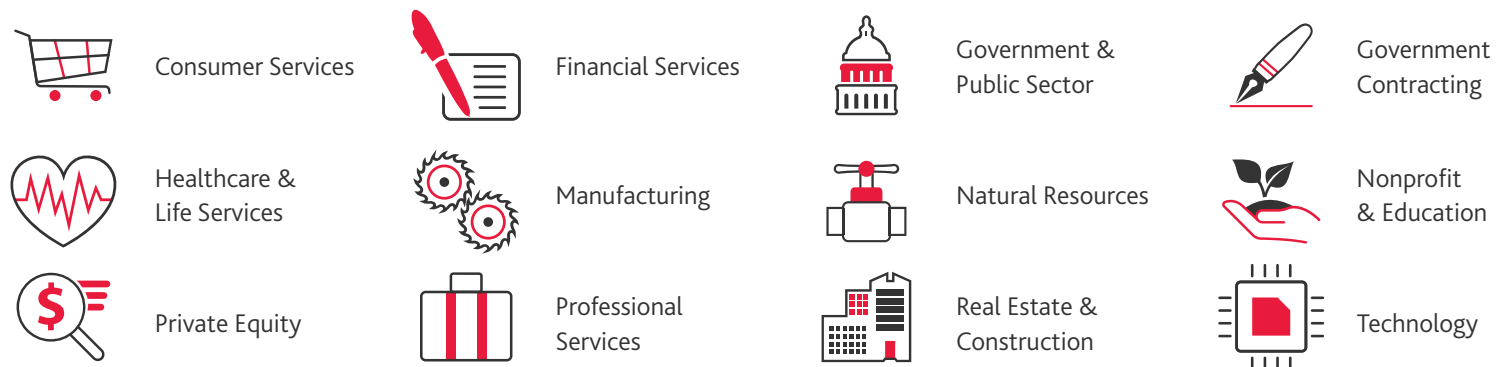 Consumer Services
Financial Services
Government &
Public Sector
Government
Contracting
Healthcare &
Life Services
Manufacturing
Natural Resources
Nonprofit
& Education
$
Private Equity
Professional
Services
Real Estate &
Construction
Technology